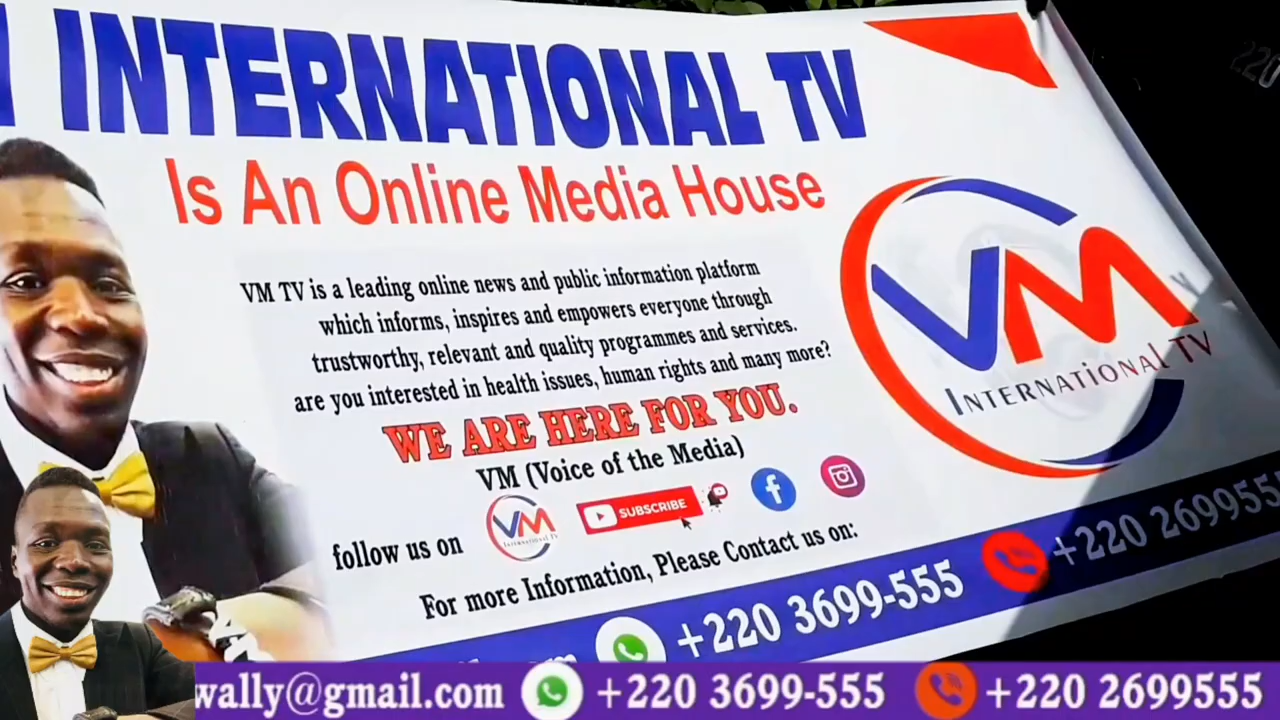 INTERNATIONAL TV
Is An Online Media House
VM TV is a leading online news and public information platform
which informs, inspires and empowers everyone through
trustworthy, relevant and quality programmes and services.
are you interested in health issues, human rights and many more?
WE ARE HERE FOR YOU.
VM (Voice of the Media)
follow us on
VM
International TV
SUBSCRIBE
For more Information, Please Contact us on:
+220 3699-555
+220 2699555
VM
INTERNATIONAL TV
wally@gmail.com
+220 3699-555
+220 2699555